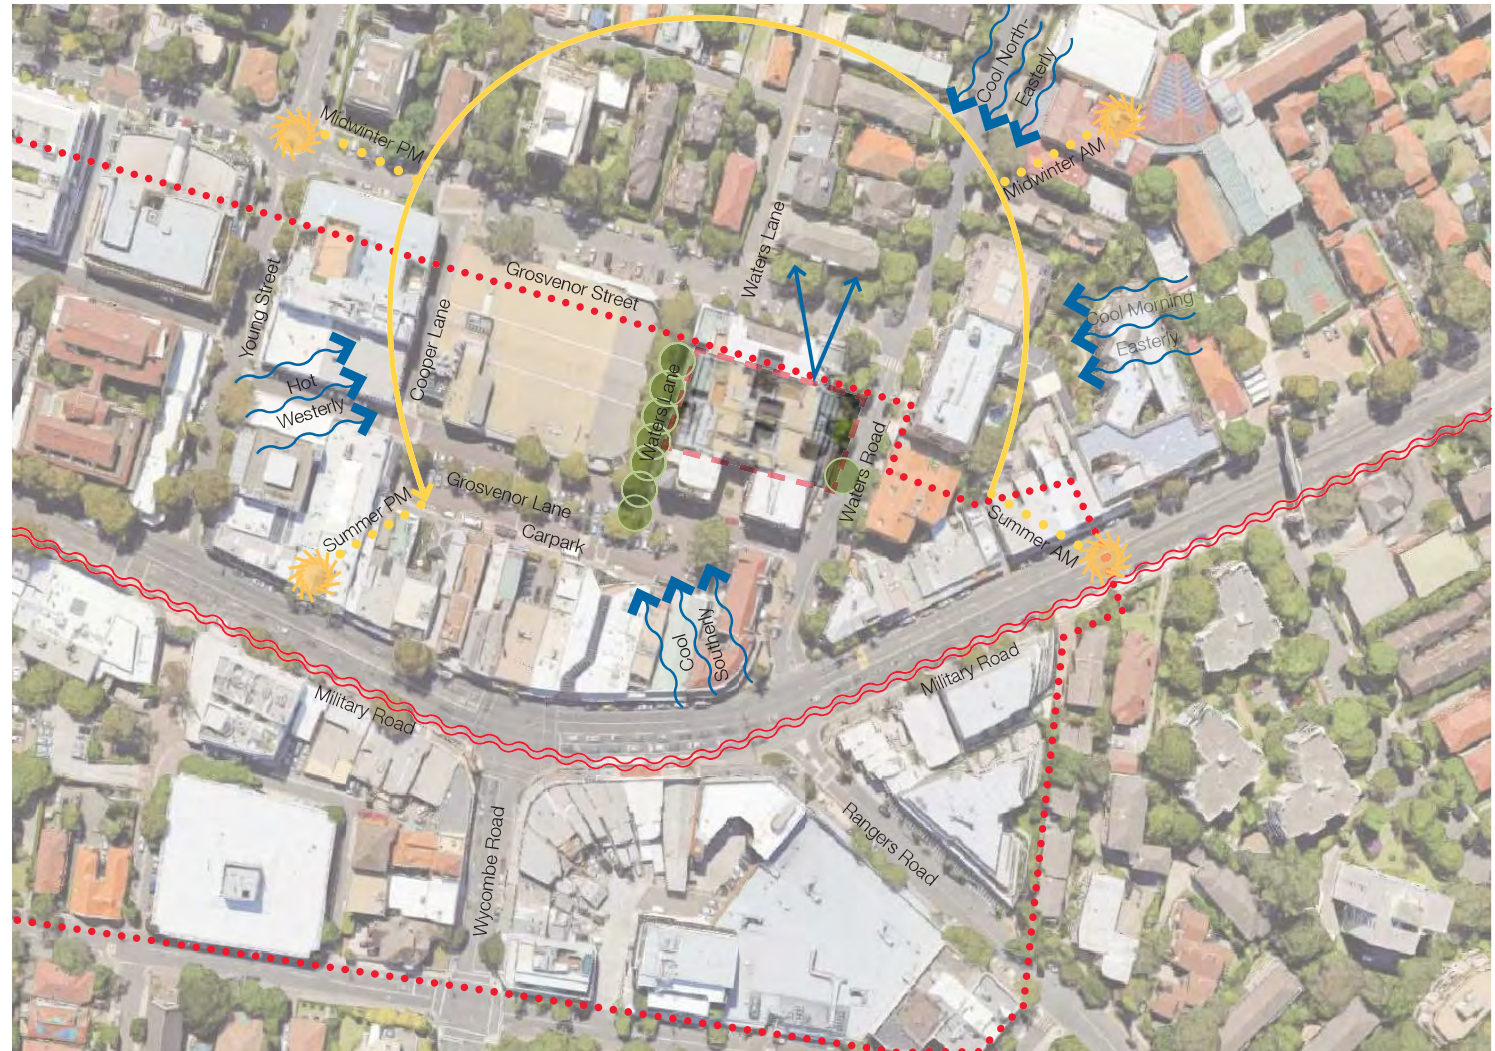 Cool North-
Easterly
Midwinter PM
Midwinter AM
Waters Lane
Grosvenor Street
Young Street
Cooper Lane
Cool Morning
Easterly
Hot
Westerly
Waters Lane
Waters Road
Grosvenor Lane
Carpark
Summer PM
Summer AM
Cool
Southerly
Military Road
Military Road
Wycombe Road
Rangers Road